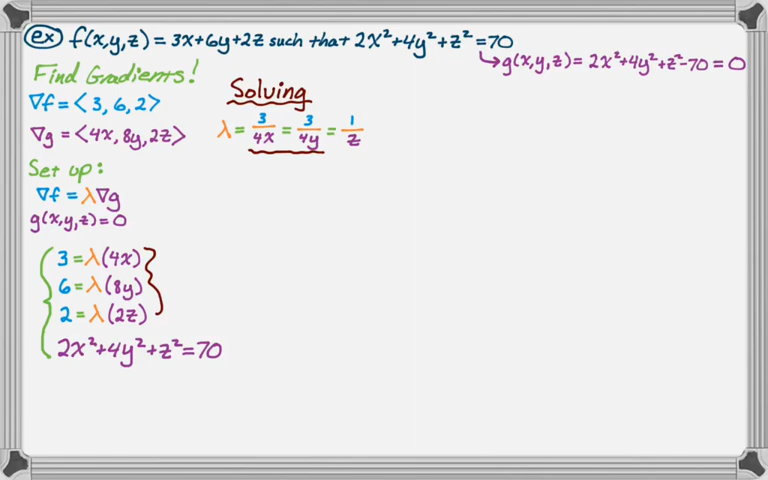 ex f(x,y,z) = 3x+6y+2z such that 2x²+4y²+z² = 70
↳ g(x,y,z) = 2x²+4y²+z²-70 = 0
Find Gradients!
∇f = <3, 6, 2>
∇g = <4x, 8y, 2z>
Solving
λ = 3/4x = 3/4y = 1/z
Set up:
∇f = λ∇g
g(x,y,z) = 0
3 = λ(4x)
6 = λ(8y)
2 = λ(2z)
2x²+4y²+z² = 70